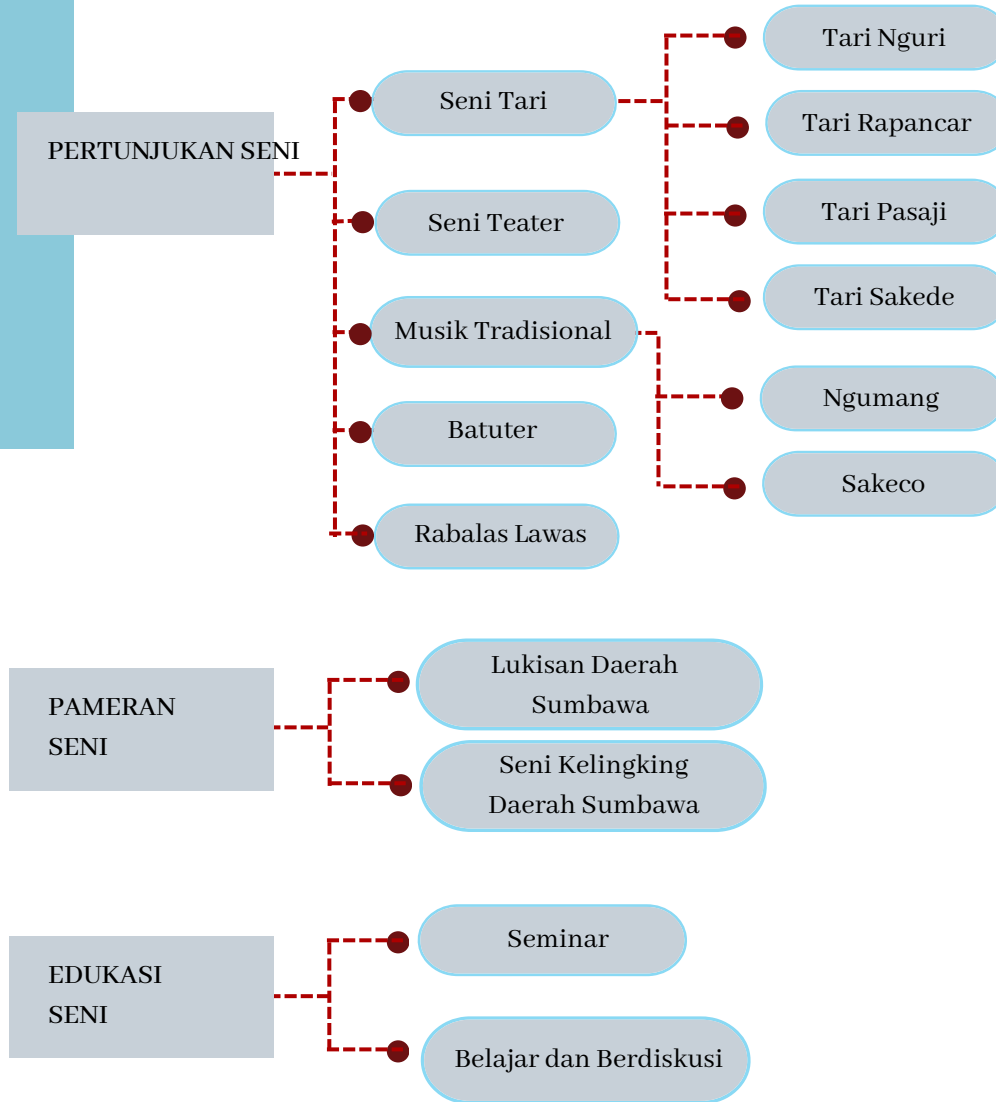 PERTUNJUKAN SENI
Seni Tari
Seni Teater
Musik Tradisional
Batuter
Rabalas Lawas
Tari Nguri
Tari Rapancar
Tari Pasaji
Tari Sakede
Ngumang
Sakeco
PAMERAN
SENI
Lukisan Daerah
Sumbawa
Seni Kelingking
Daerah Sumbawa
EDUKASI
SENI
Seminar
Belajar dan Berdiskusi